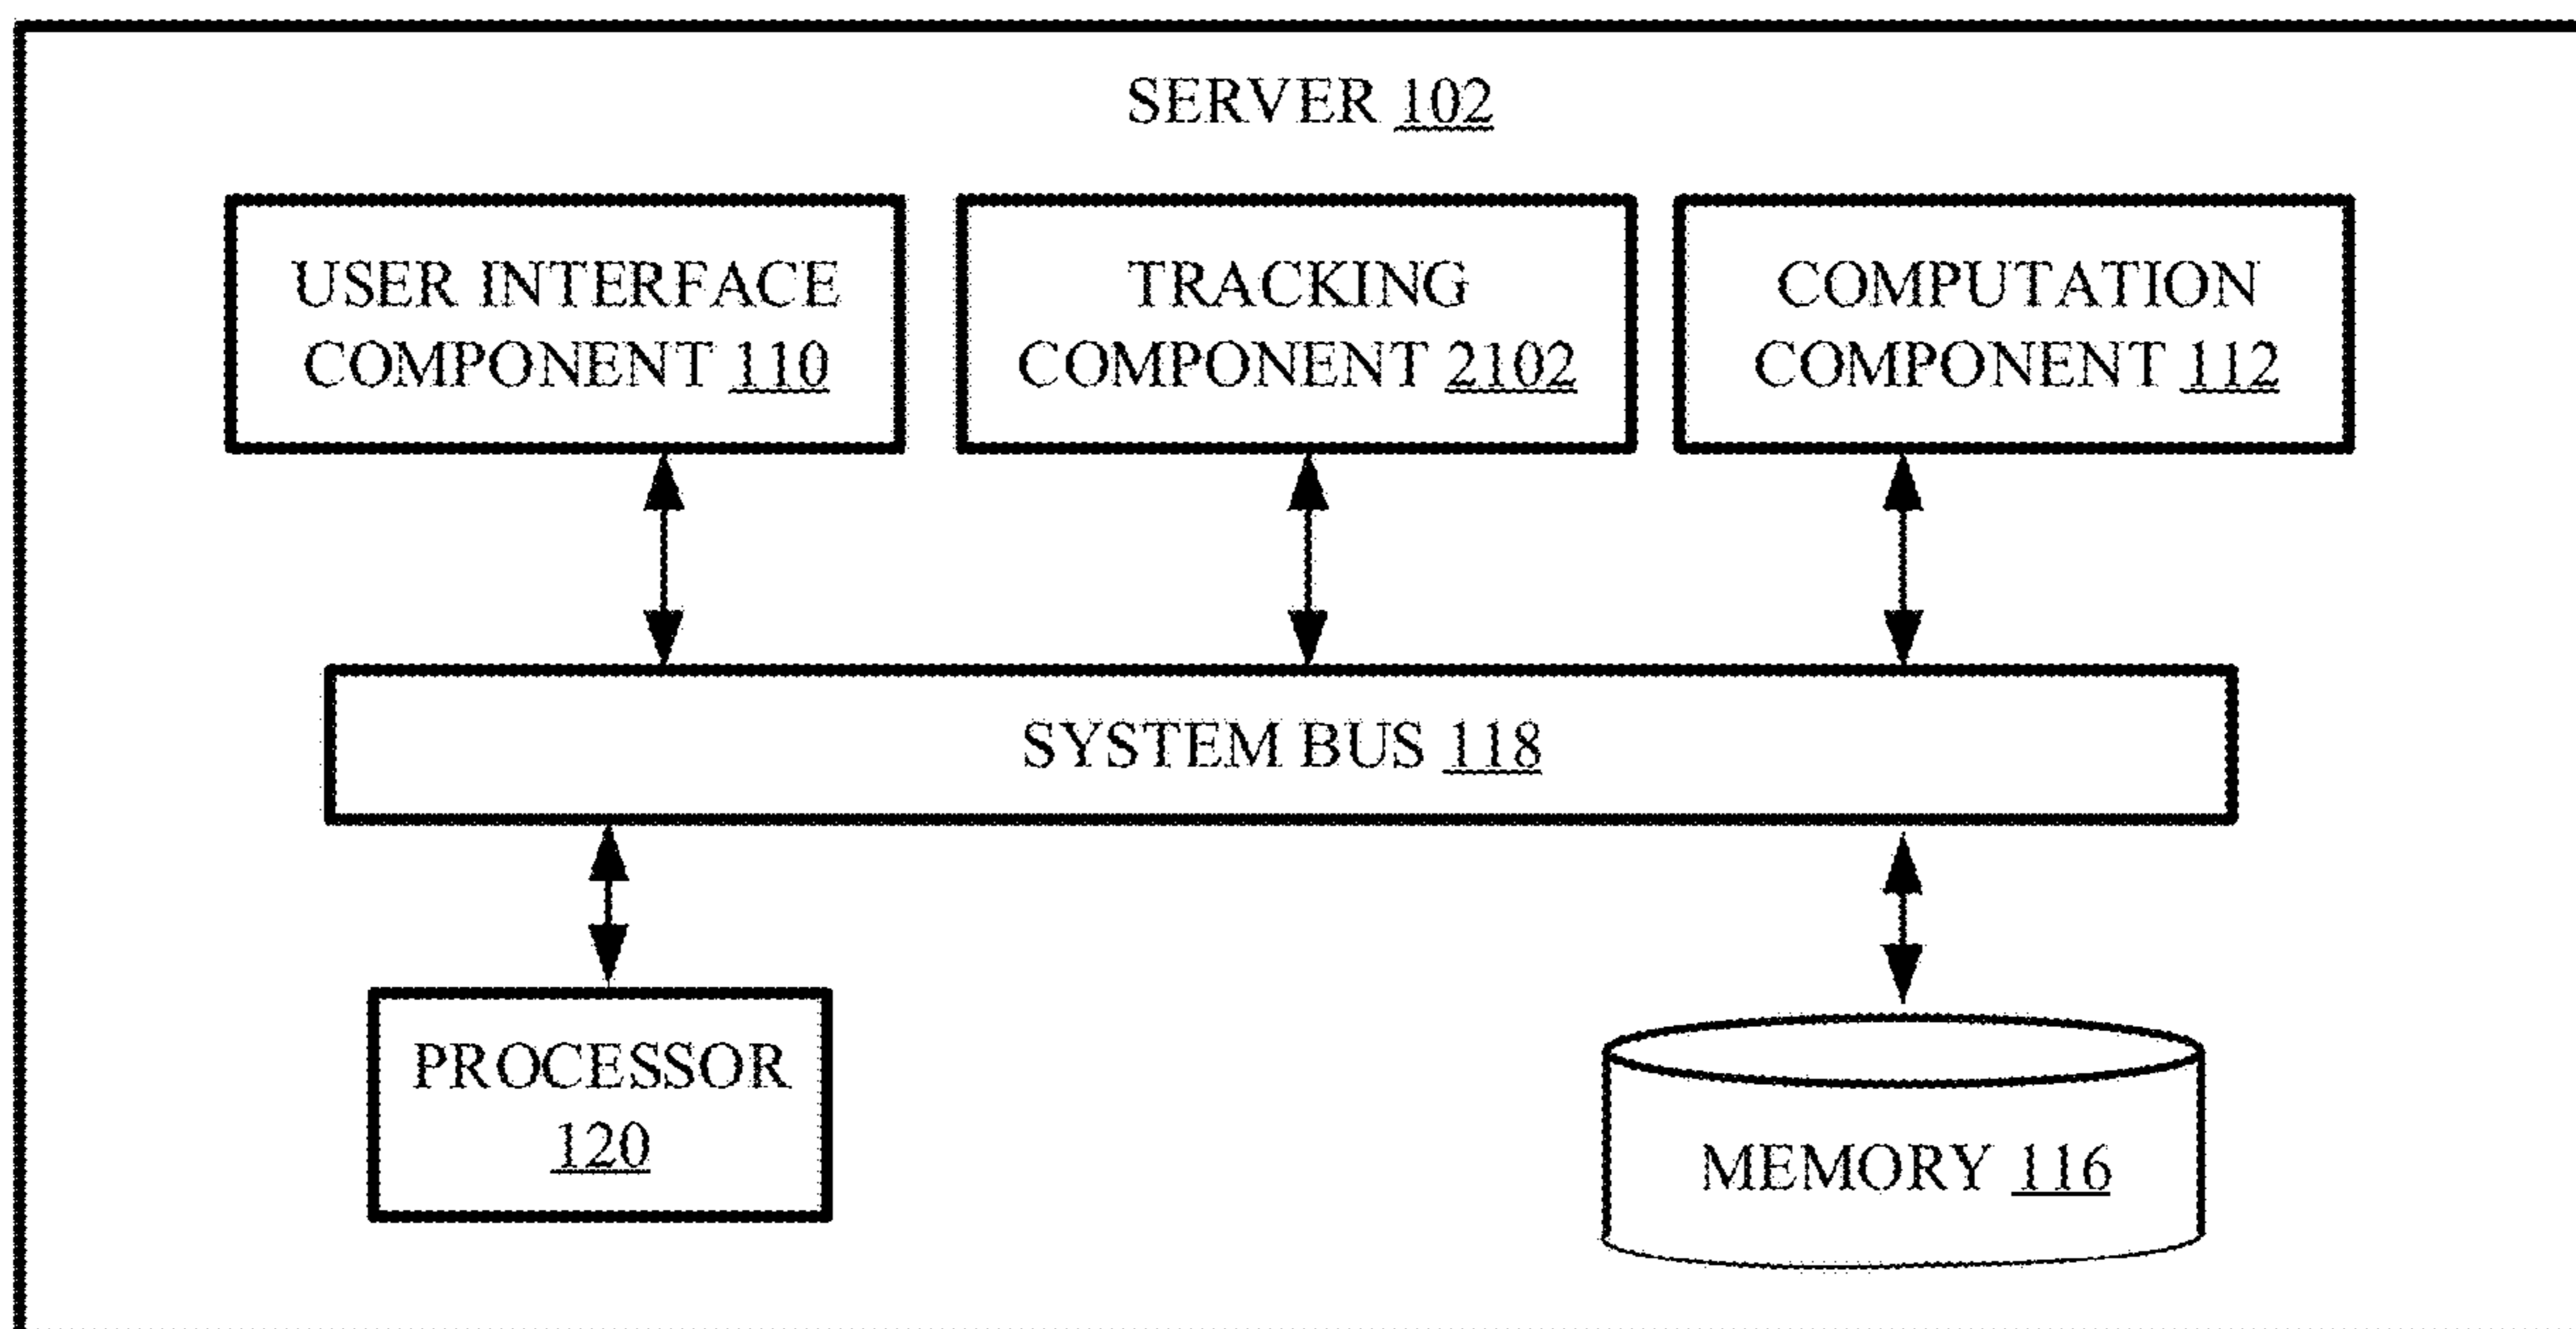 SERVER 102
USER INTERFACE
COMPONENT 110
TRACKING
COMPONENT 2102
COMPUTATION
COMPONENT 112
SYSTEM BUS 118
PROCESSOR
120
MEMORY 116